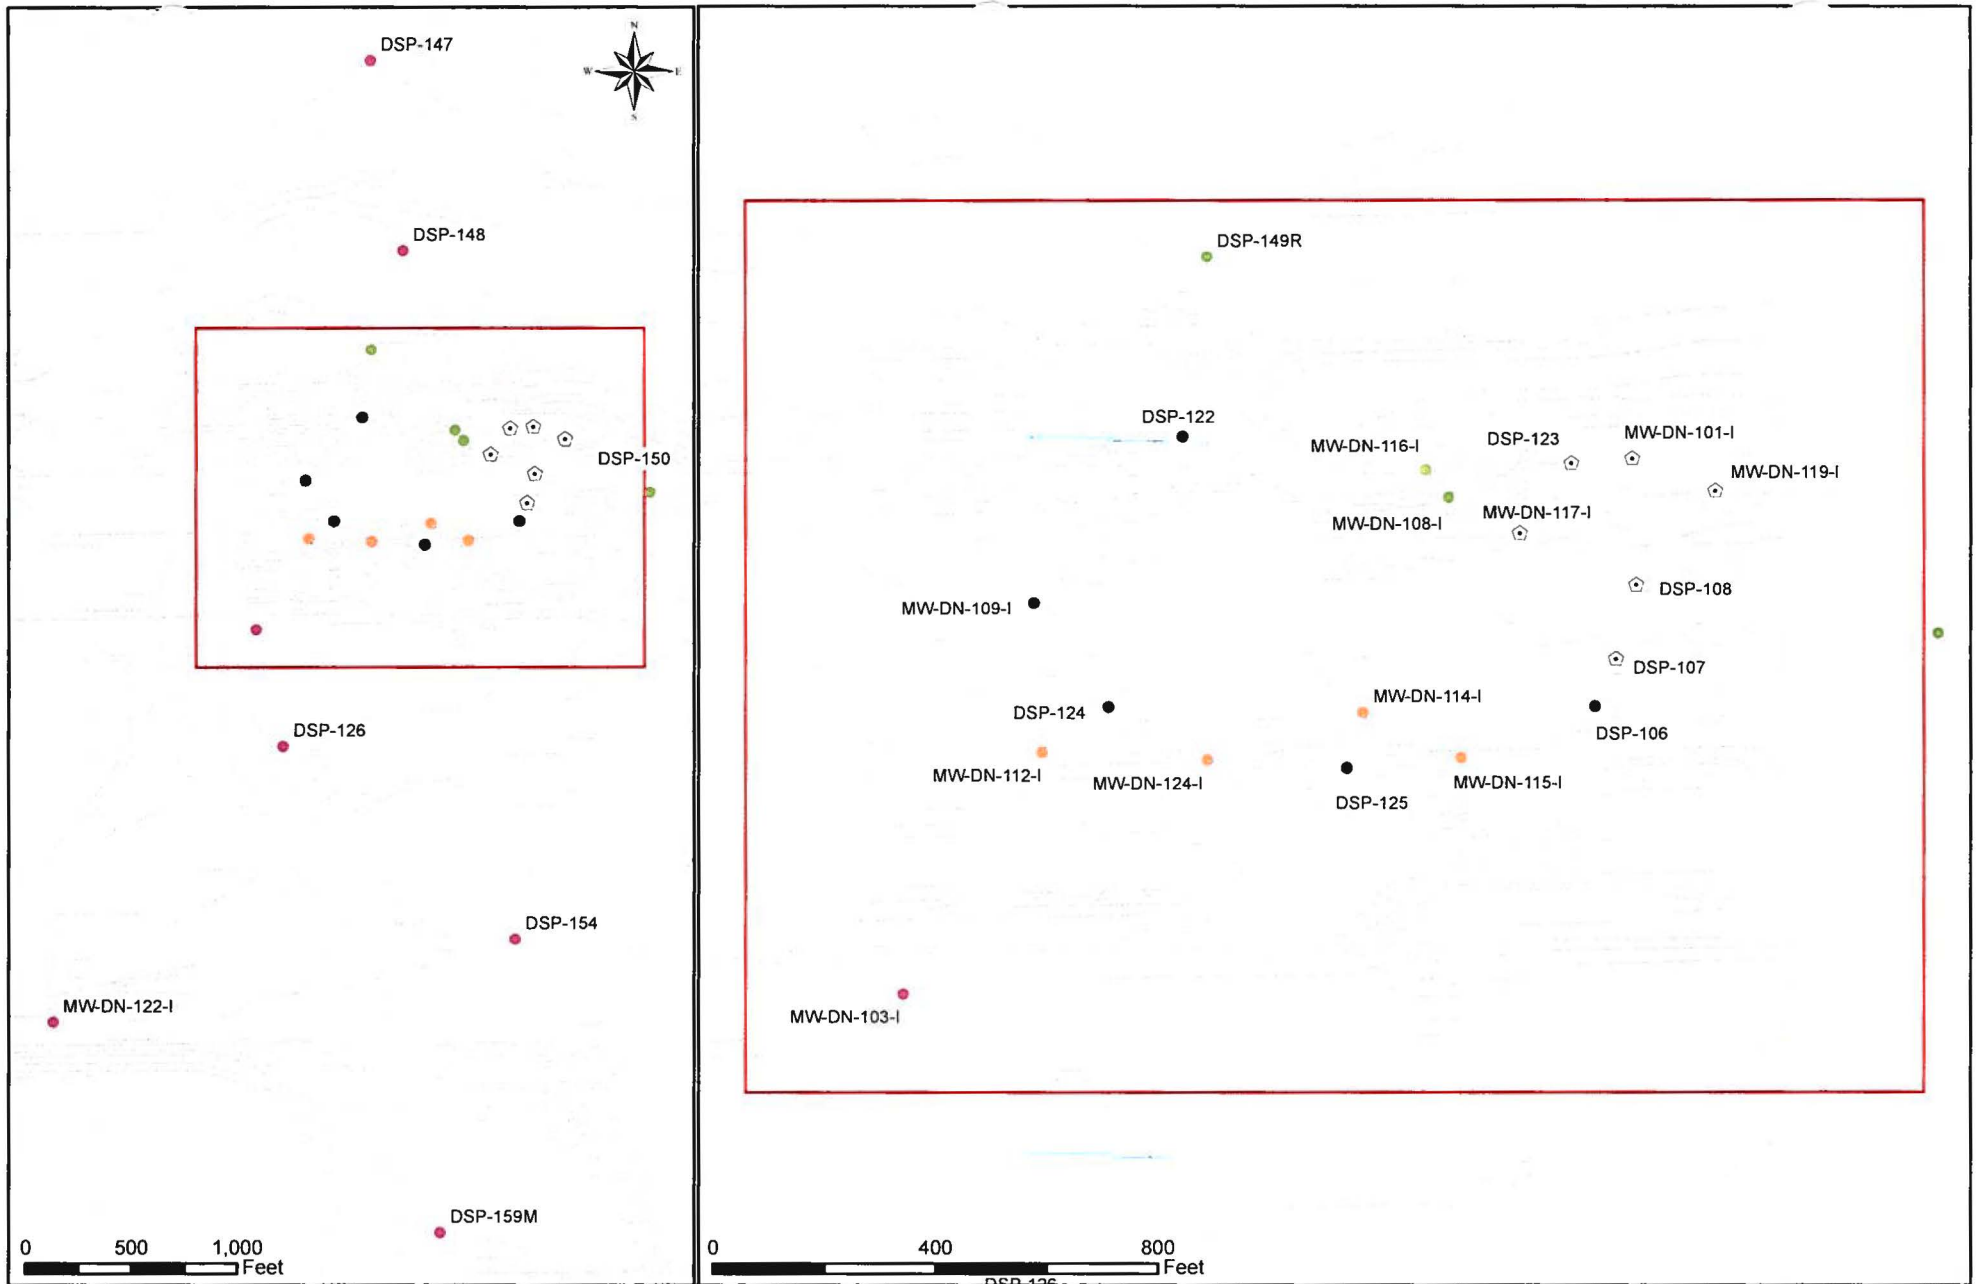 DSP-147
N
W
E
S
DSP-148
DSP-150
DSP-126
DSP-154
MW-DN-122-I
DSP-159M
0 500 1,000
Feet
DSP-149R
DSP-122
MW-DN-116-I
DSP-123
MW-DN-101-I
MW-DN-119-I
MW-DN-108-I
MW-DN-117-I
DSP-108
MW-DN-109-I
DSP-107
DSP-124
MW-DN-114-I
DSP-106
MW-DN-112-I
MW-DN-124-I
DSP-125
MW-DN-115-I
MW-DN-103-I
0 400 800
Feet
DSP-126